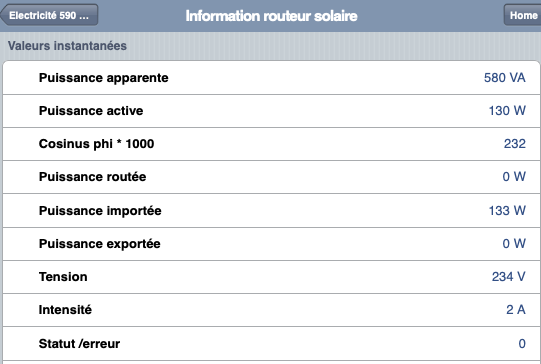 Electricité 590 ... Information routeur solaire Home
Valeurs instantanées
Puissance apparente 580 VA
Puissance active 130 W
Cosinus phi * 1000 232
Puissance routée 0 W
Puissance importée 133 W
Puissance exportée 0 W
Tension 234 V
Intensité 2 A
Statut /erreur 0